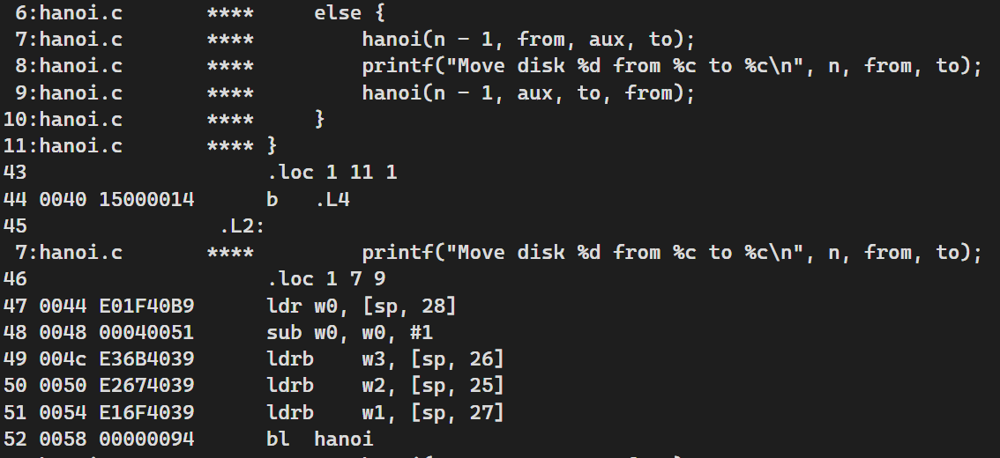 6:hanoi.c       ****     else {
7:hanoi.c       ****         hanoi(n - 1, from, aux, to);
8:hanoi.c       ****         printf("Move disk %d from %c to %c\n", n, from, to);
9:hanoi.c       ****         hanoi(n - 1, aux, to, from);
10:hanoi.c       ****     }
11:hanoi.c       **** }
43                    .loc 1 11 1
44 0040 15000014      b   .L4
45                .L2:
7:hanoi.c       ****         printf("Move disk %d from %c to %c\n", n, from, to);
46                    .loc 1 7 9
47 0044 E01F40B9      ldr w0, [sp, 28]
48 0048 00040051      sub w0, w0, #1
49 004c E36B4039      ldrb    w3, [sp, 26]
50 0050 E2674039      ldrb    w2, [sp, 25]
51 0054 E16F4039      ldrb    w1, [sp, 27]
52 0058 00000094      bl  hanoi